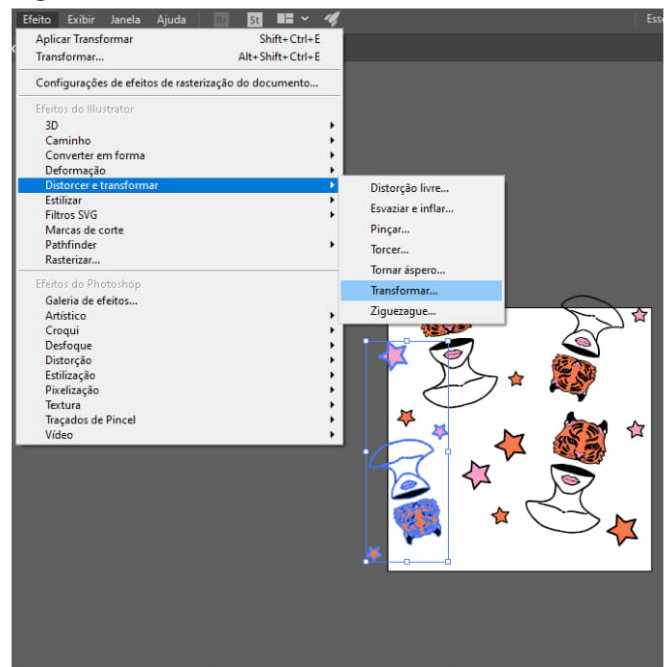 Efeito Exibir Janela Ajuda Br St Esse
Aplicar Transformar Shift+Ctrl+E
Transformar... Alt+Shift+Ctrl+E
Configurações de efeitos de rasterização do documento...
Efeitos do Illustrator
3D
Caminho
Converter em forma
Deformação
Distorcer e transformar
Estilizar
Filtros SVG
Marcas de corte
Pathfinder
Rasterizar...
Efeitos do Photoshop
Galeria de efeitos...
Artístico
Croqui
Desfoque
Distorção
Estilização
Pixelização
Textura
Traçados de Pincel
Vídeo
Distorção livre...
Esvaziar e inflar...
Pinçar...
Torcer...
Tornar áspero...
Transformar...
Ziguezague...